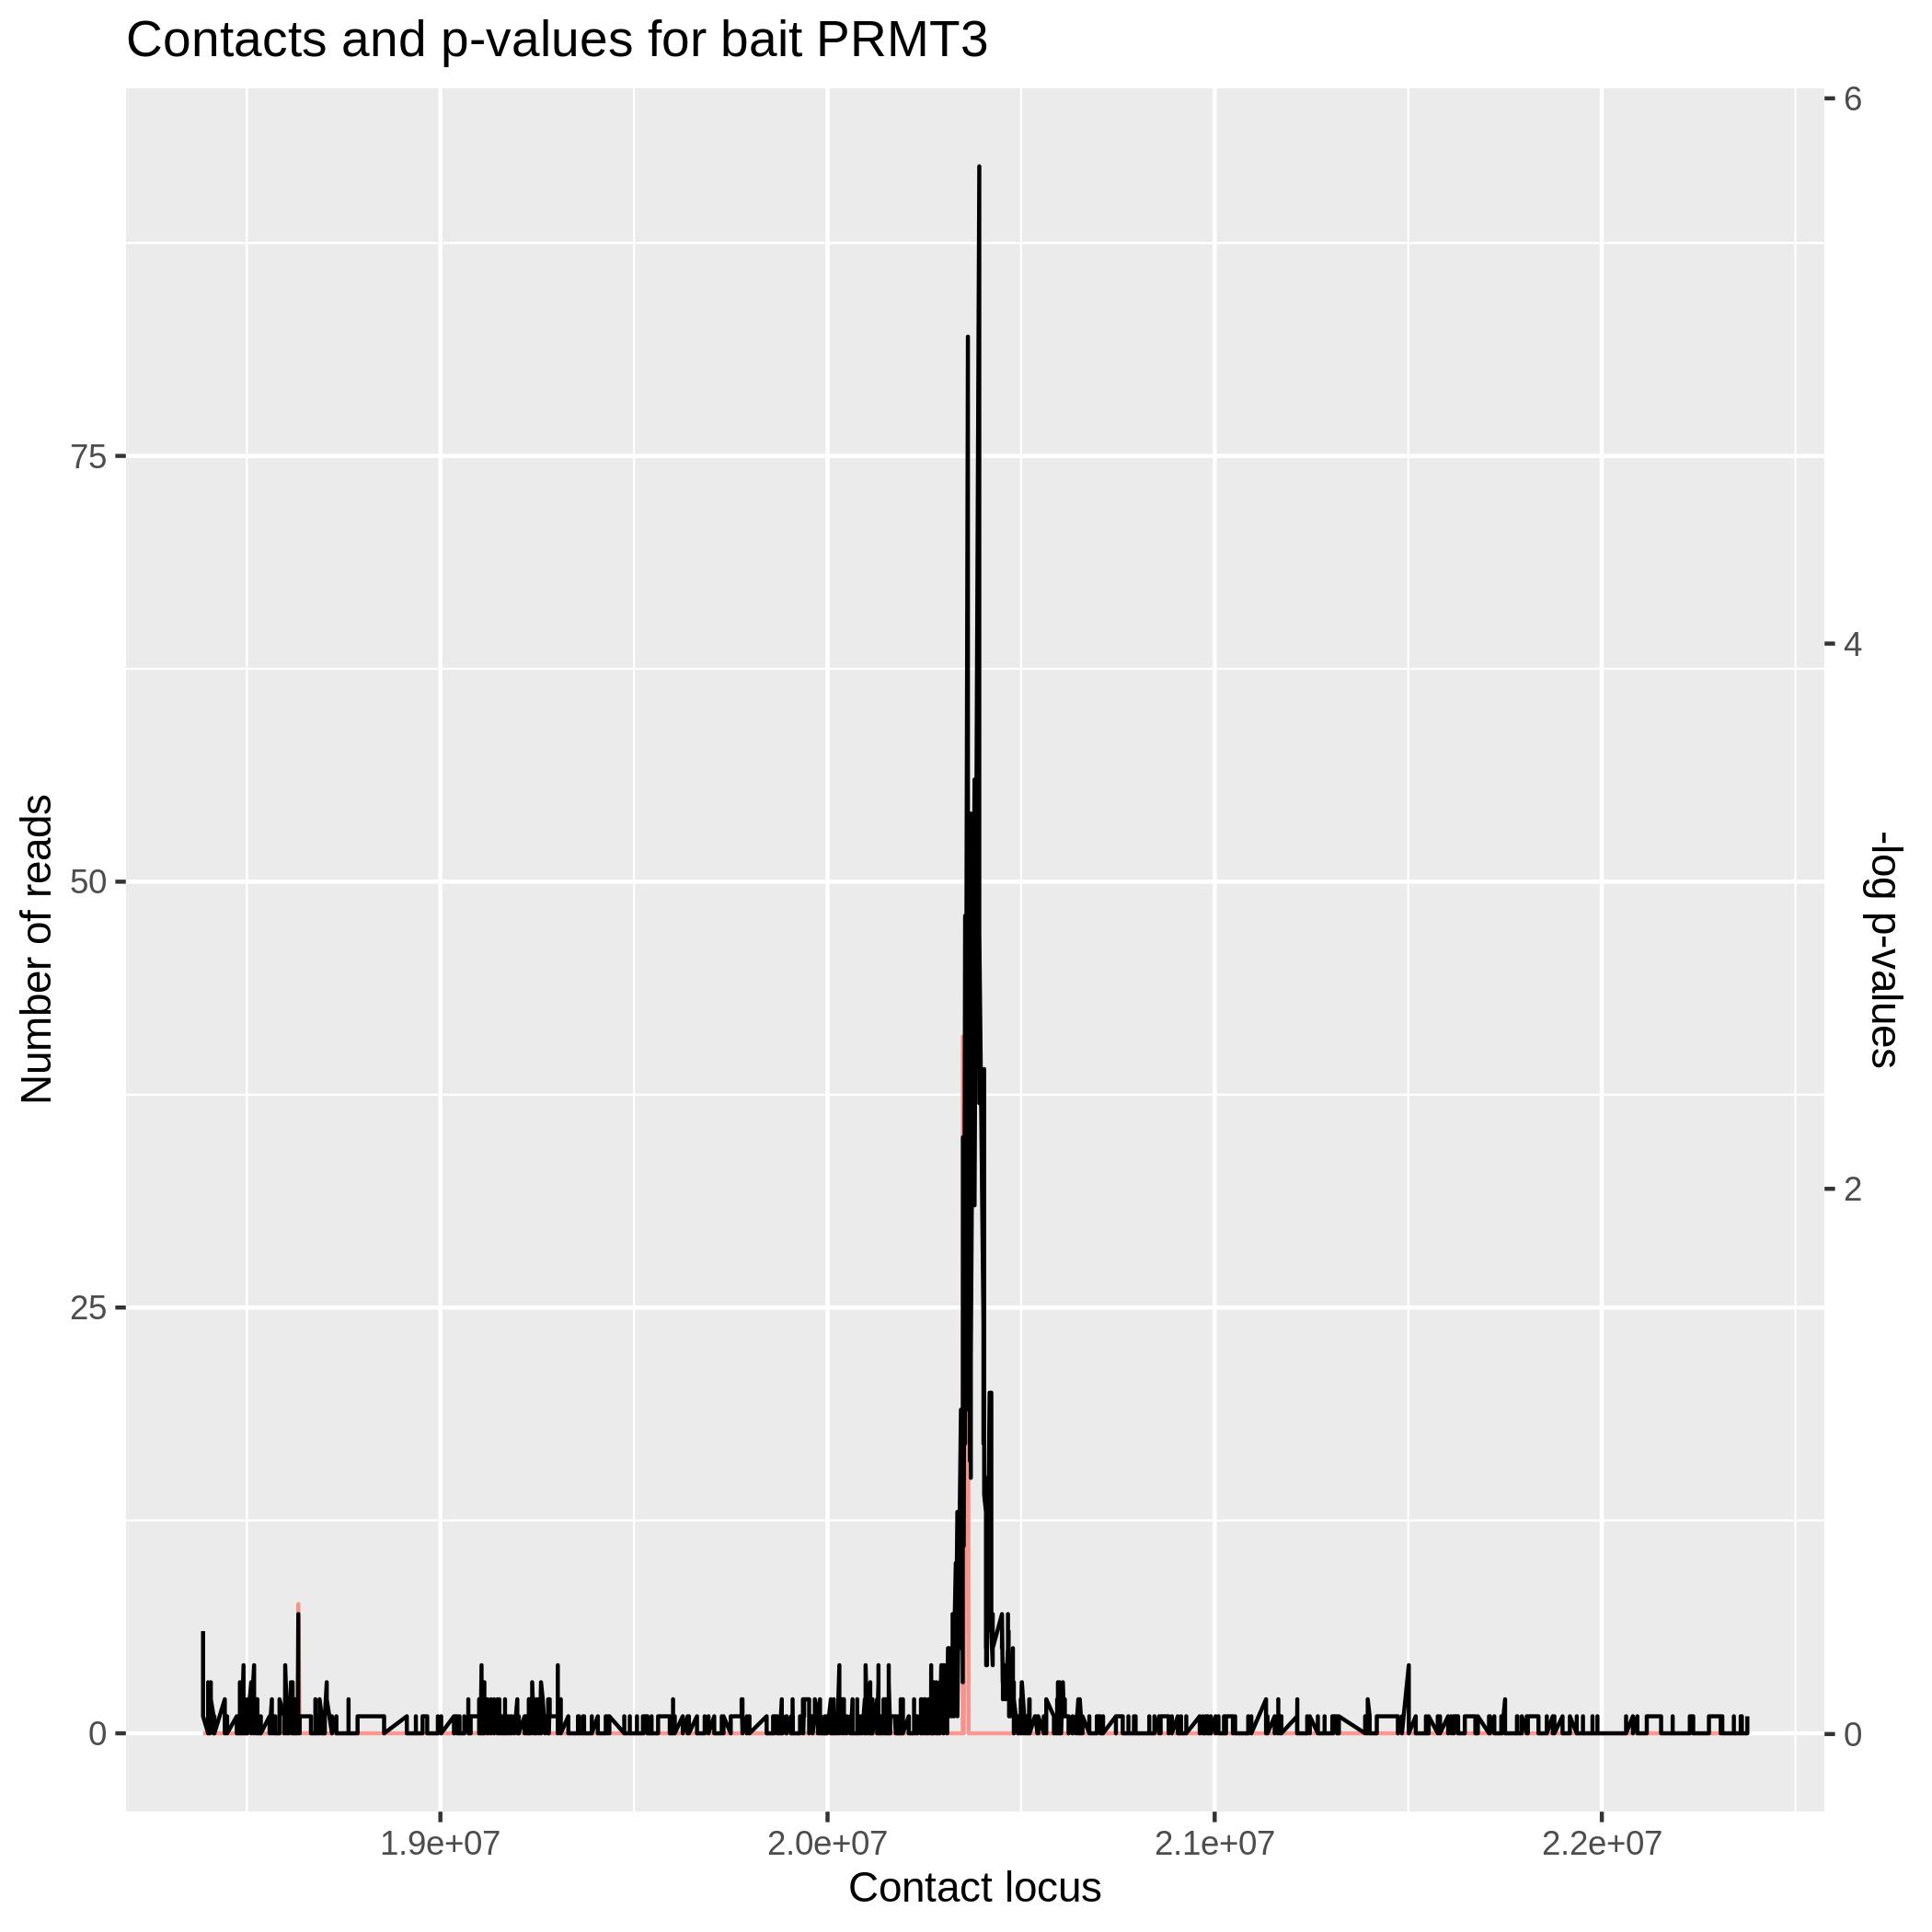 Contacts and p-values for bait PRMT3
6
75
4
50
2
25
0
0
Number of reads
-log p-values
1.9e+07
2.0e+07
2.1e+07
2.2e+07
Contact locus